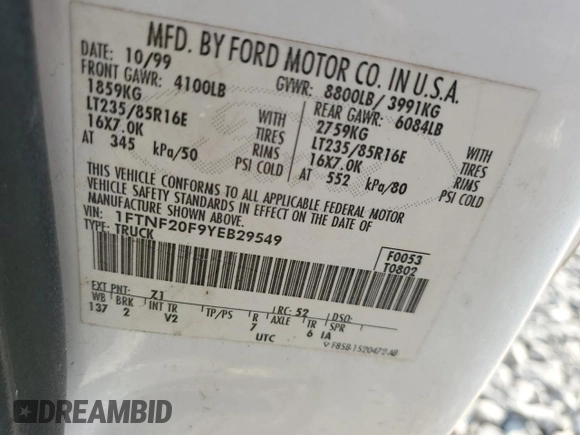 MFD. BY FORD MOTOR CO. IN U.S.A.
DATE: 10/99 GVWR: 8800LB/ 3991KG
FRONT GAWR: 4100LB REAR GAWR: 6084LB
1859KG WITH 2759KG WITH
LT235/85R16E TIRES LT235/85R16E TIRES
16X7.0K RIMS 16X7.0K RIMS
AT 345 kPa/50 PSI COLD AT 552 kPa/80 PSI COLD
THIS VEHICLE CONFORMS TO ALL APPLICABLE FEDERAL MOTOR
VEHICLE SAFETY STANDARDS IN EFFECT ON THE DATE OF
MANUFACTURE SHOWN ABOVE.
VIN: 1FTNF20F9YEB29549
TYPE: TRUCK
F0053
T0802
EXT PNT: Z1 RC: 52 DSO:
WB BRK INT TR TP/PS R AXLE TR SPR
137 2 V2 7 6 IA
UTC
F85B-1520472-AB
DREAMBID